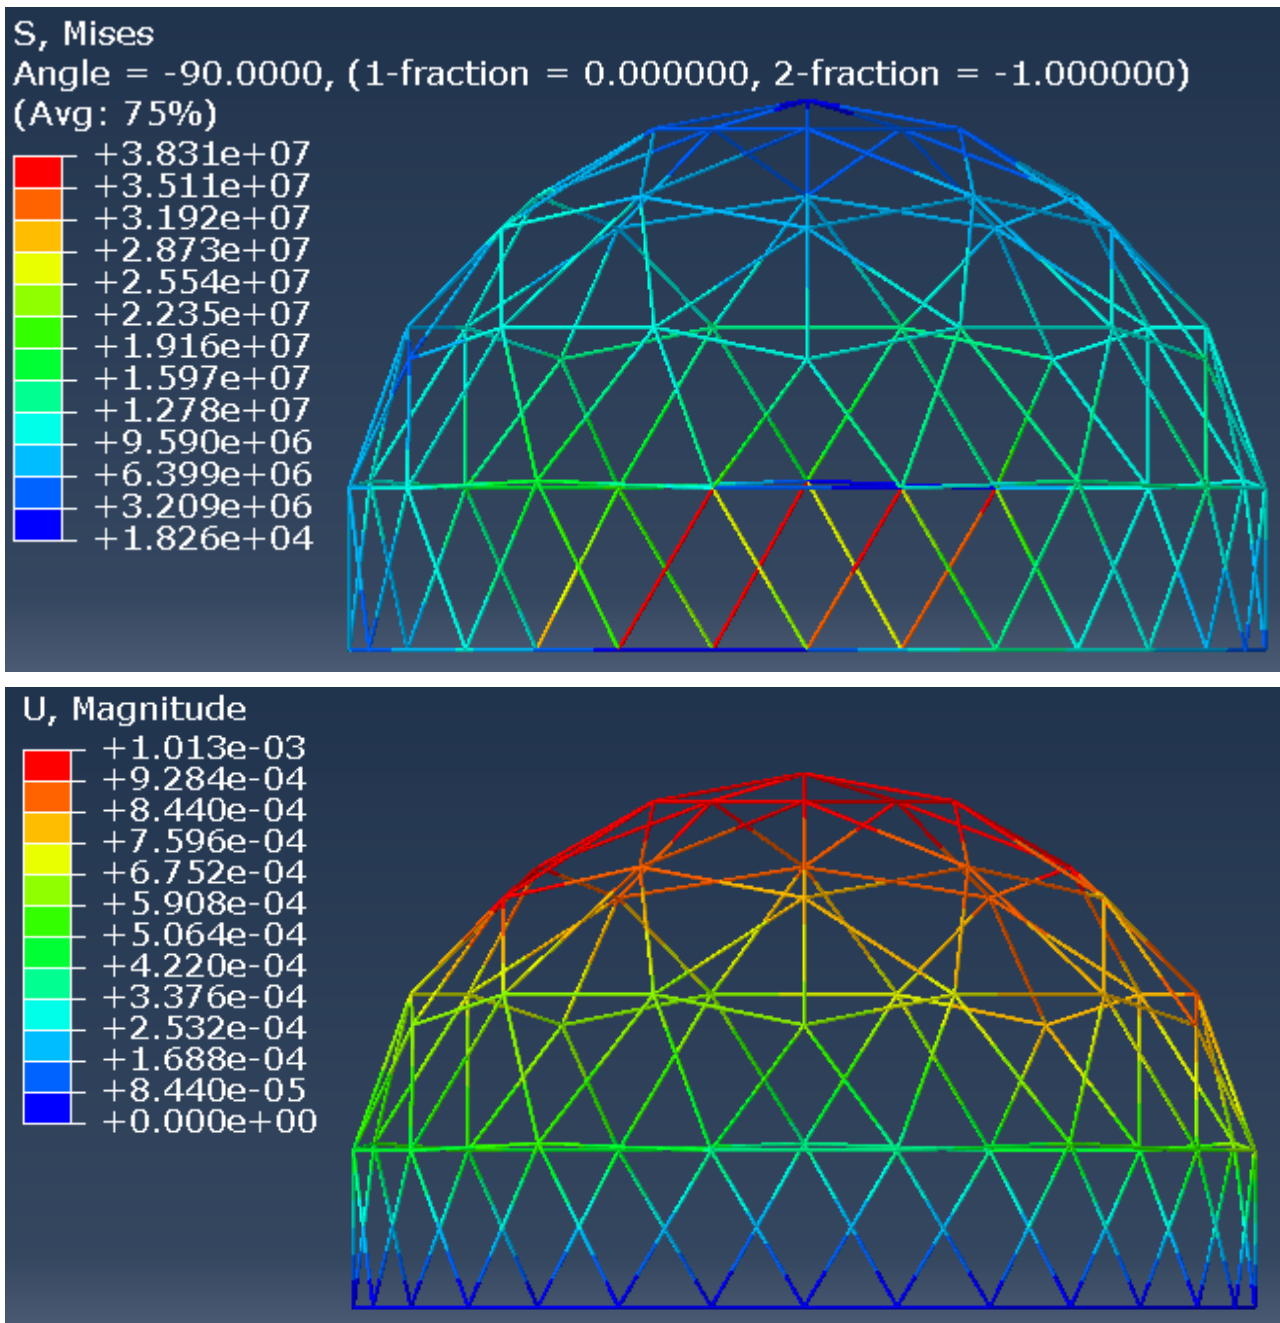 S, Mises
Angle = -90.0000, (1-fraction = 0.000000, 2-fraction = -1.000000)
(Avg: 75%)
+3.831e+07
+3.511e+07
+3.192e+07
+2.873e+07
+2.554e+07
+2.235e+07
+1.916e+07
+1.597e+07
+1.278e+07
+9.590e+06
+6.399e+06
+3.209e+06
+1.826e+04
U, Magnitude
+1.013e-03
+9.284e-04
+8.440e-04
+7.596e-04
+6.752e-04
+5.908e-04
+5.064e-04
+4.220e-04
+3.376e-04
+2.532e-04
+1.688e-04
+8.440e-05
+0.000e+00